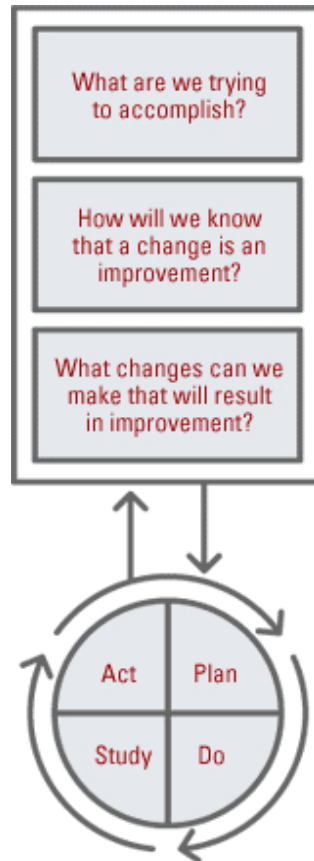 What are we trying
to accomplish?
How will we know
that a change is an
improvement?
What changes can we
make that will result
in improvement?
Act
Plan
Study
Do